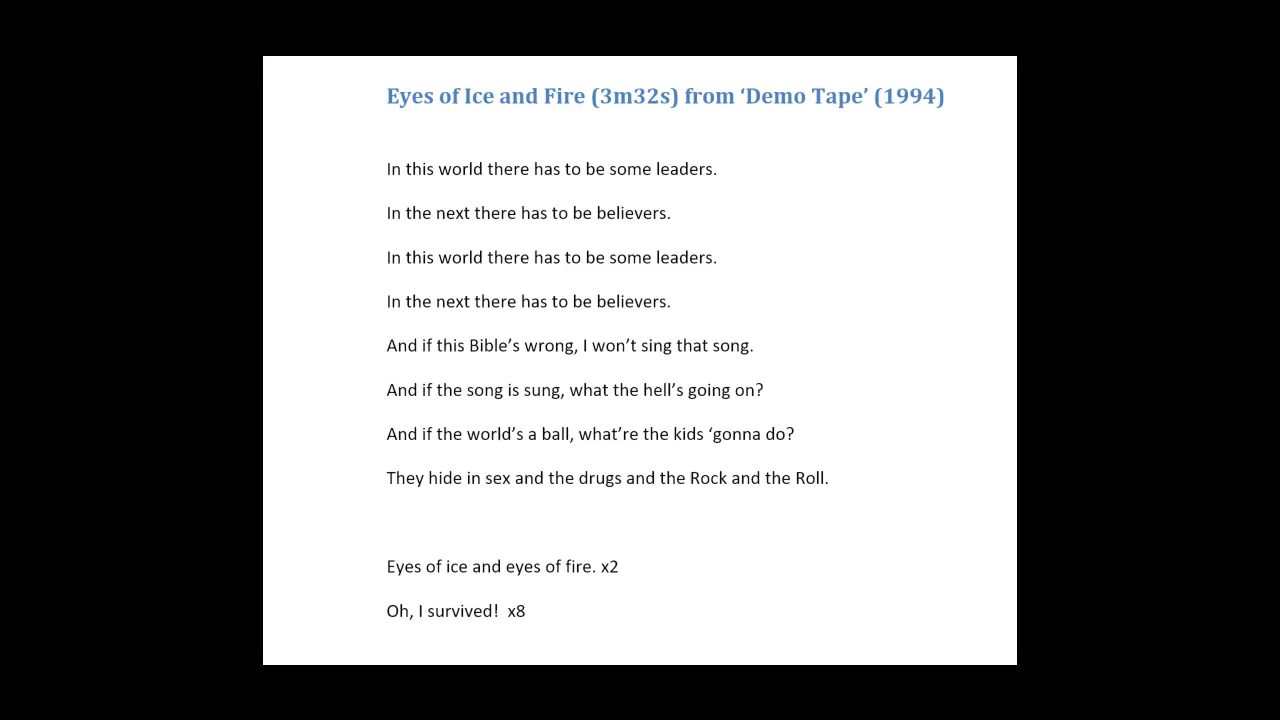 Eyes of Ice and Fire (3m32s) from ‘Demo Tape’ (1994)
In this world there has to be some leaders.
In the next there has to be believers.
In this world there has to be some leaders.
In the next there has to be believers.
And if this Bible’s wrong, I won’t sing that song.
And if the song is sung, what the hell’s going on?
And if the world’s a ball, what’re the kids ‘gonna do?
They hide in sex and the drugs and the Rock and the Roll.
Eyes of ice and eyes of fire. x2
Oh, I survived!  x8